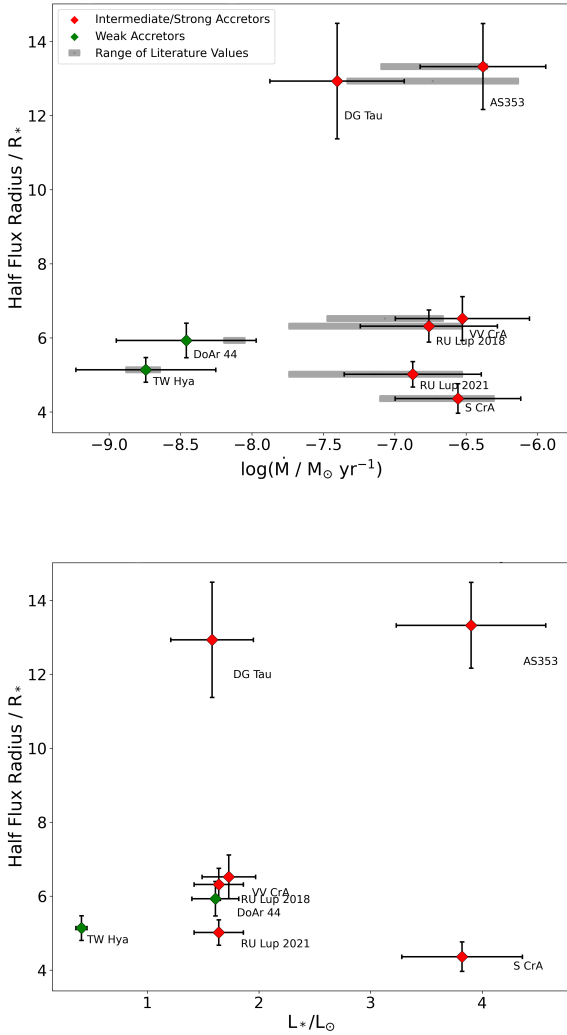 Intermediate/Strong Accretors
Weak Accretors
Range of Literature Values
14
12
10
8
6
4
Half Flux Radius / R*
AS353
DG Tau
VV CrA
RU Lup 2018
DoAr 44
TW Hya
RU Lup 2021
S CrA
−9.0 −8.5 −8.0 −7.5 −7.0 −6.5 −6.0
log(Ṁ / M⊙ yr⁻¹)
14
12
10
8
6
4
Half Flux Radius / R*
AS353
DG Tau
VV CrA
RU Lup 2018
DoAr 44
TW Hya
RU Lup 2021
S CrA
1 2 3 4
L*/L⊙